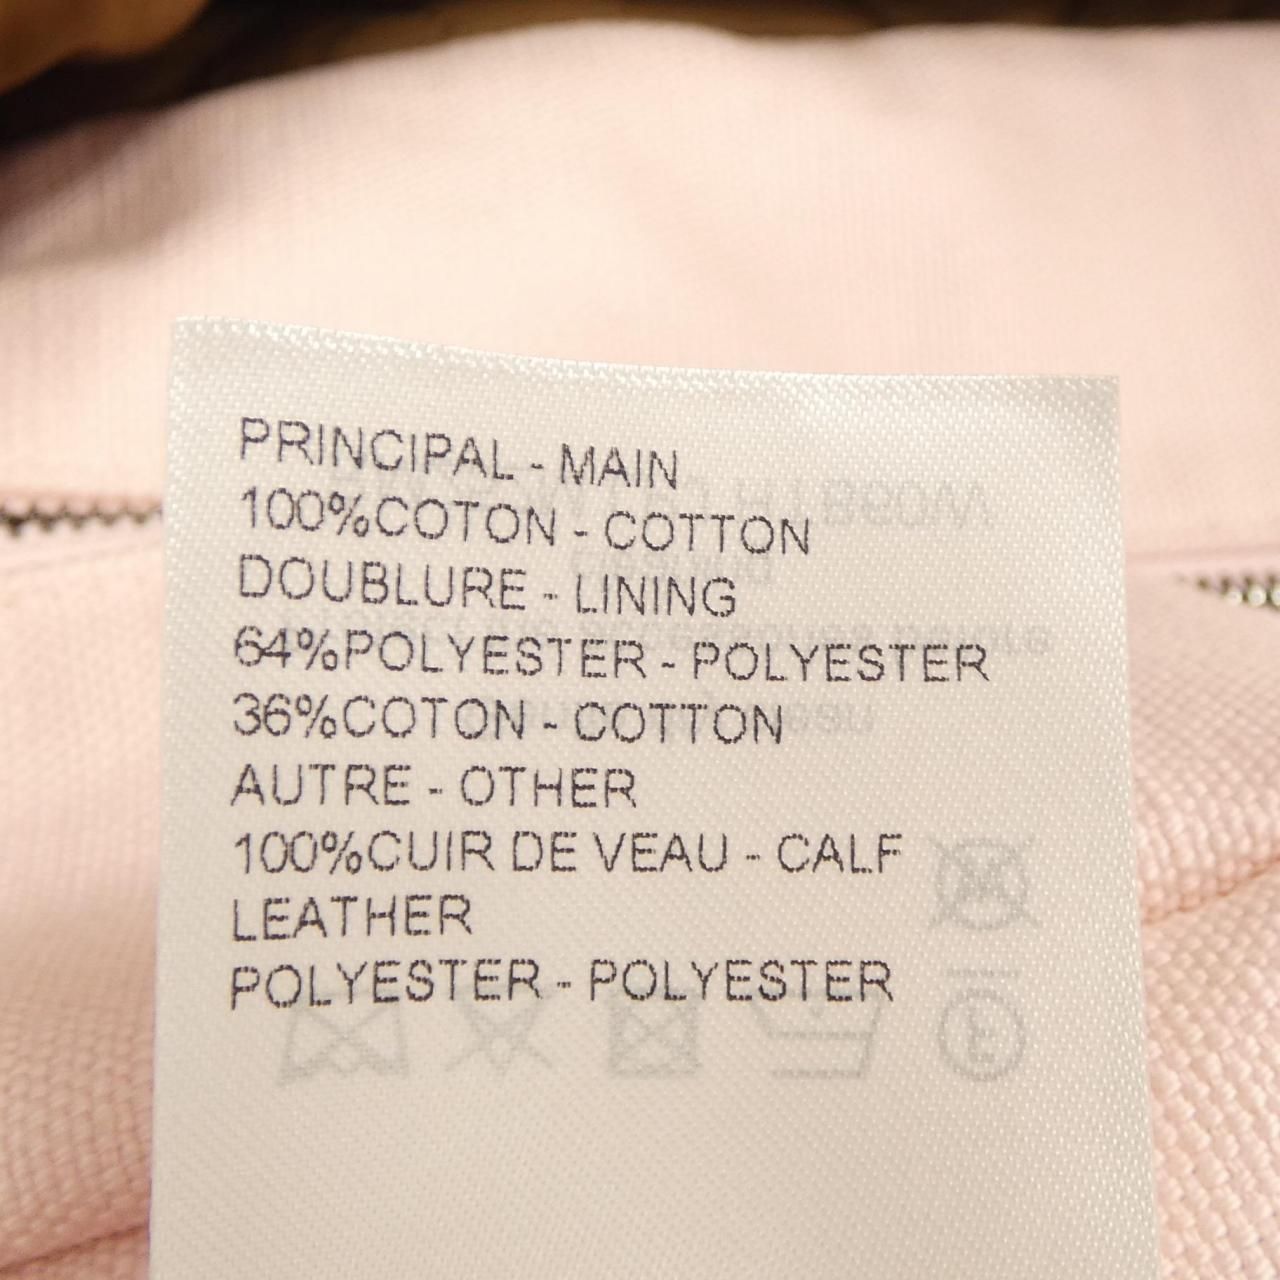 PRINCIPAL - MAIN
100%COTON - COTTON
DOUBLURE - LINING
64%POLYESTER - POLYESTER
36%COTON - COTTON
AUTRE - OTHER
100%CUIR DE VEAU - CALF
LEATHER
POLYESTER - POLYESTER